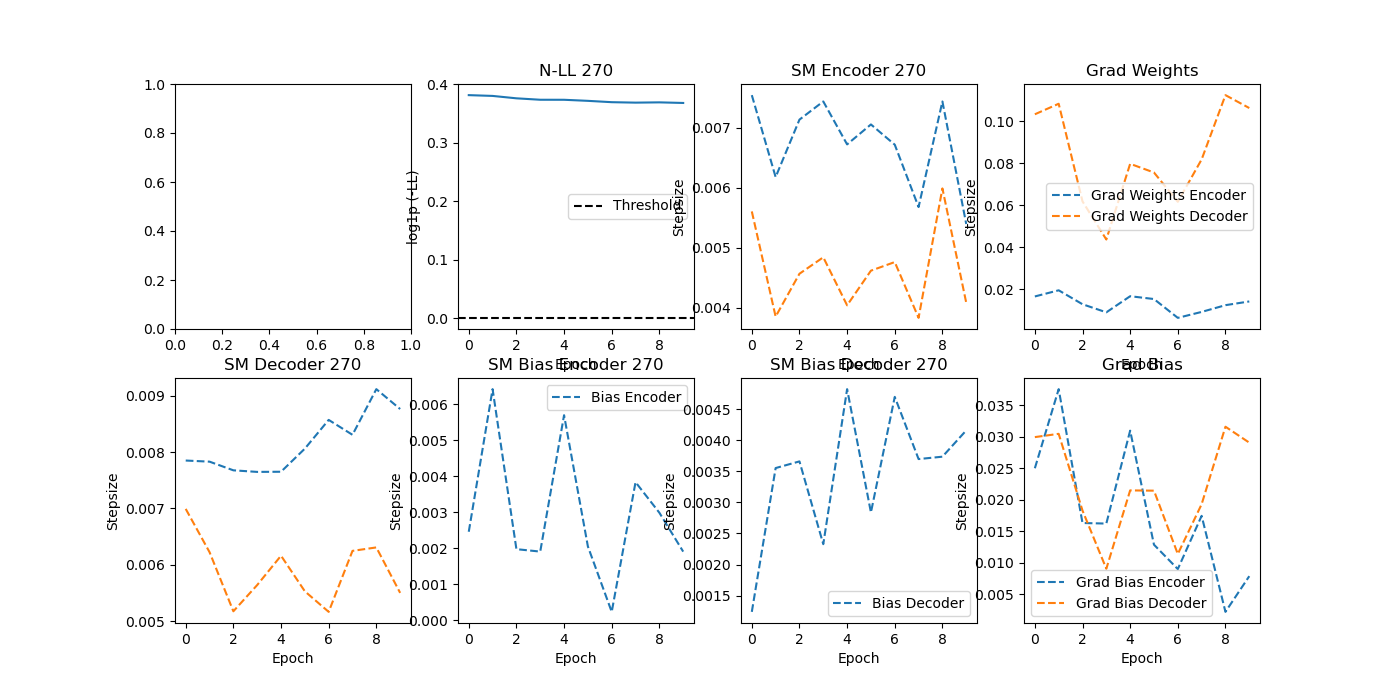 N-LL 270
SM Encoder 270
Grad Weights
1.0
0.8
0.6
0.4
0.2
0.0
0.0 0.2 0.4 0.6 0.8 1.0
log1p (-LL)
0.4
0.3
0.2
0.1
0.0
Threshold
0 2 4 6 8
Epoch
Stepsize
0.007
0.006
0.005
0.004
0 2 4 6 8
Epoch
Stepsize
0.10
0.08
0.06
0.04
0.02
Grad Weights Encoder
Grad Weights Decoder
0 2 4 6 8
Epoch
SM Decoder 270
SM Bias Encoder 270
SM Bias Decoder 270
Grad Bias
Stepsize
0.009
0.008
0.007
0.006
0.005
0 2 4 6 8
Epoch
Stepsize
0.006
0.005
0.004
0.003
0.002
0.001
0.000
Bias Encoder
0 2 4 6 8
Epoch
Stepsize
0.0045
0.0040
0.0035
0.0030
0.0025
0.0020
0.0015
Bias Decoder
0 2 4 6 8
Epoch
Stepsize
0.035
0.030
0.025
0.020
0.015
0.010
0.005
Grad Bias Encoder
Grad Bias Decoder
0 2 4 6 8
Epoch